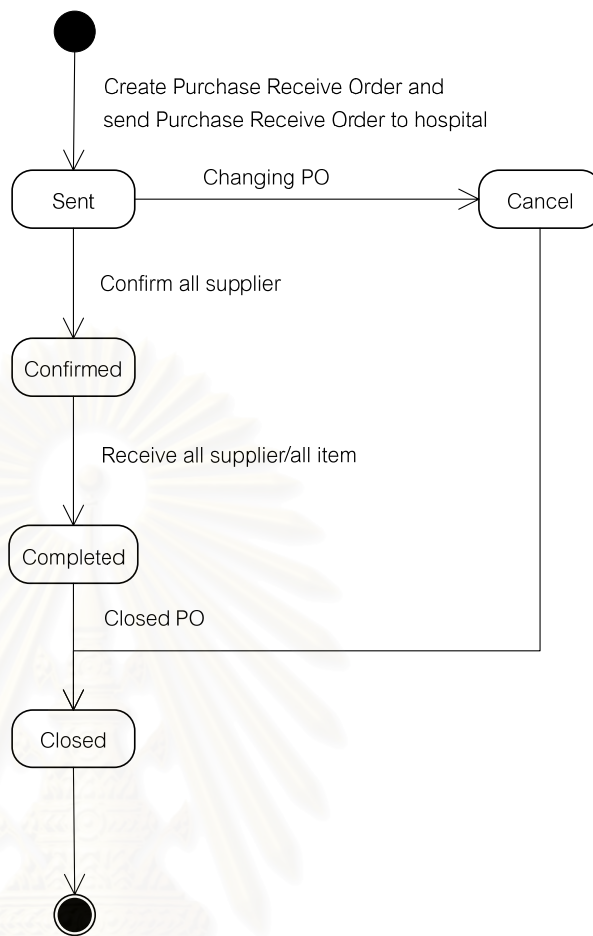 Create Purchase Receive Order and
send Purchase Receive Order to hospital
Changing PO
Sent
Cancel
Confirm all supplier
Confirmed
Receive all supplier/all item
Completed
Closed PO
Closed